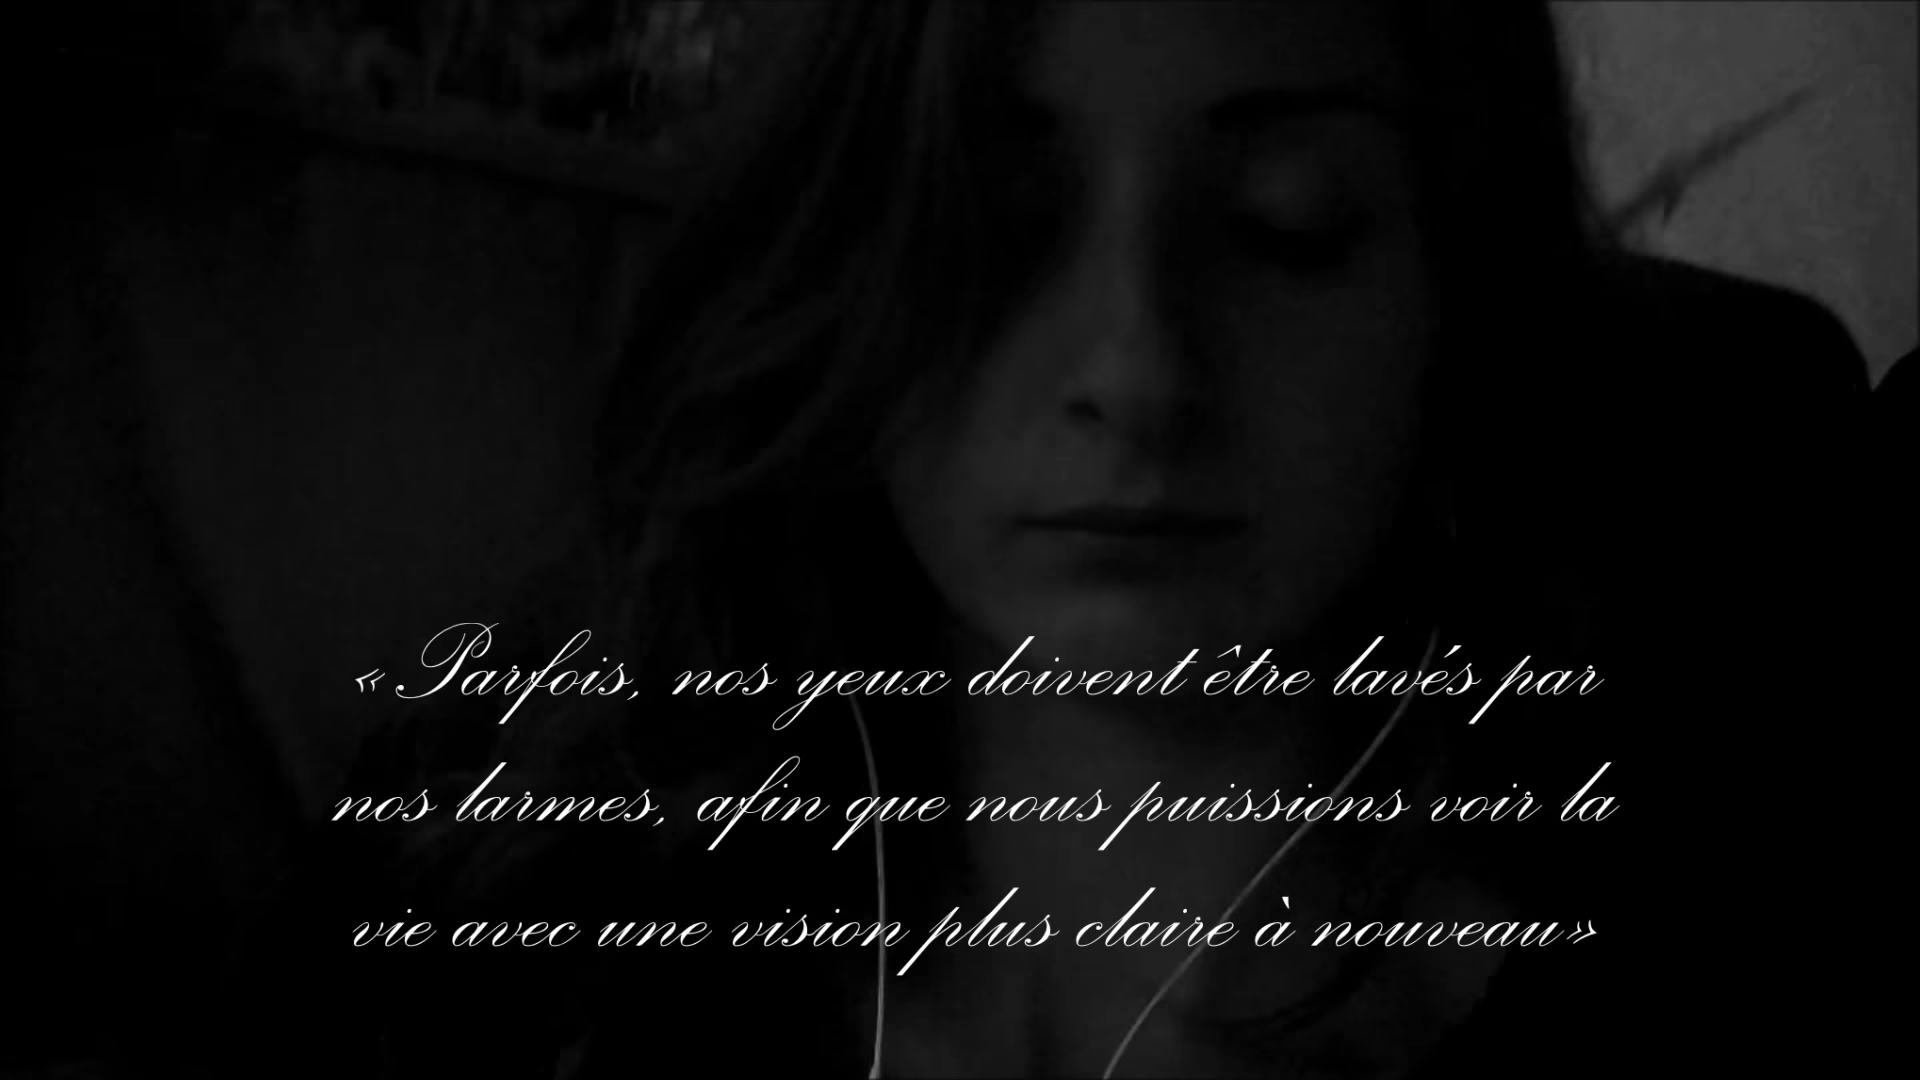 «Parfois, nos yeux doivent être lavés par
nos larmes, afin que nous puissions voir la
vie avec une vision plus claire à nouveau»